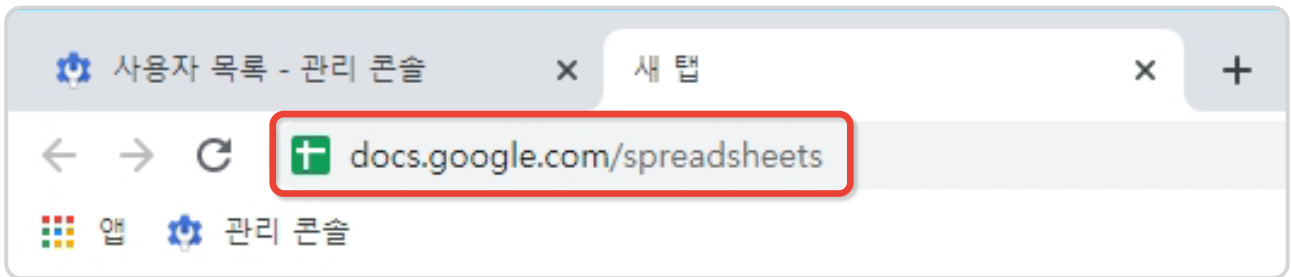 사용자 목록 - 관리 콘솔 새 탭
docs.google.com/spreadsheets
앱 관리 콘솔